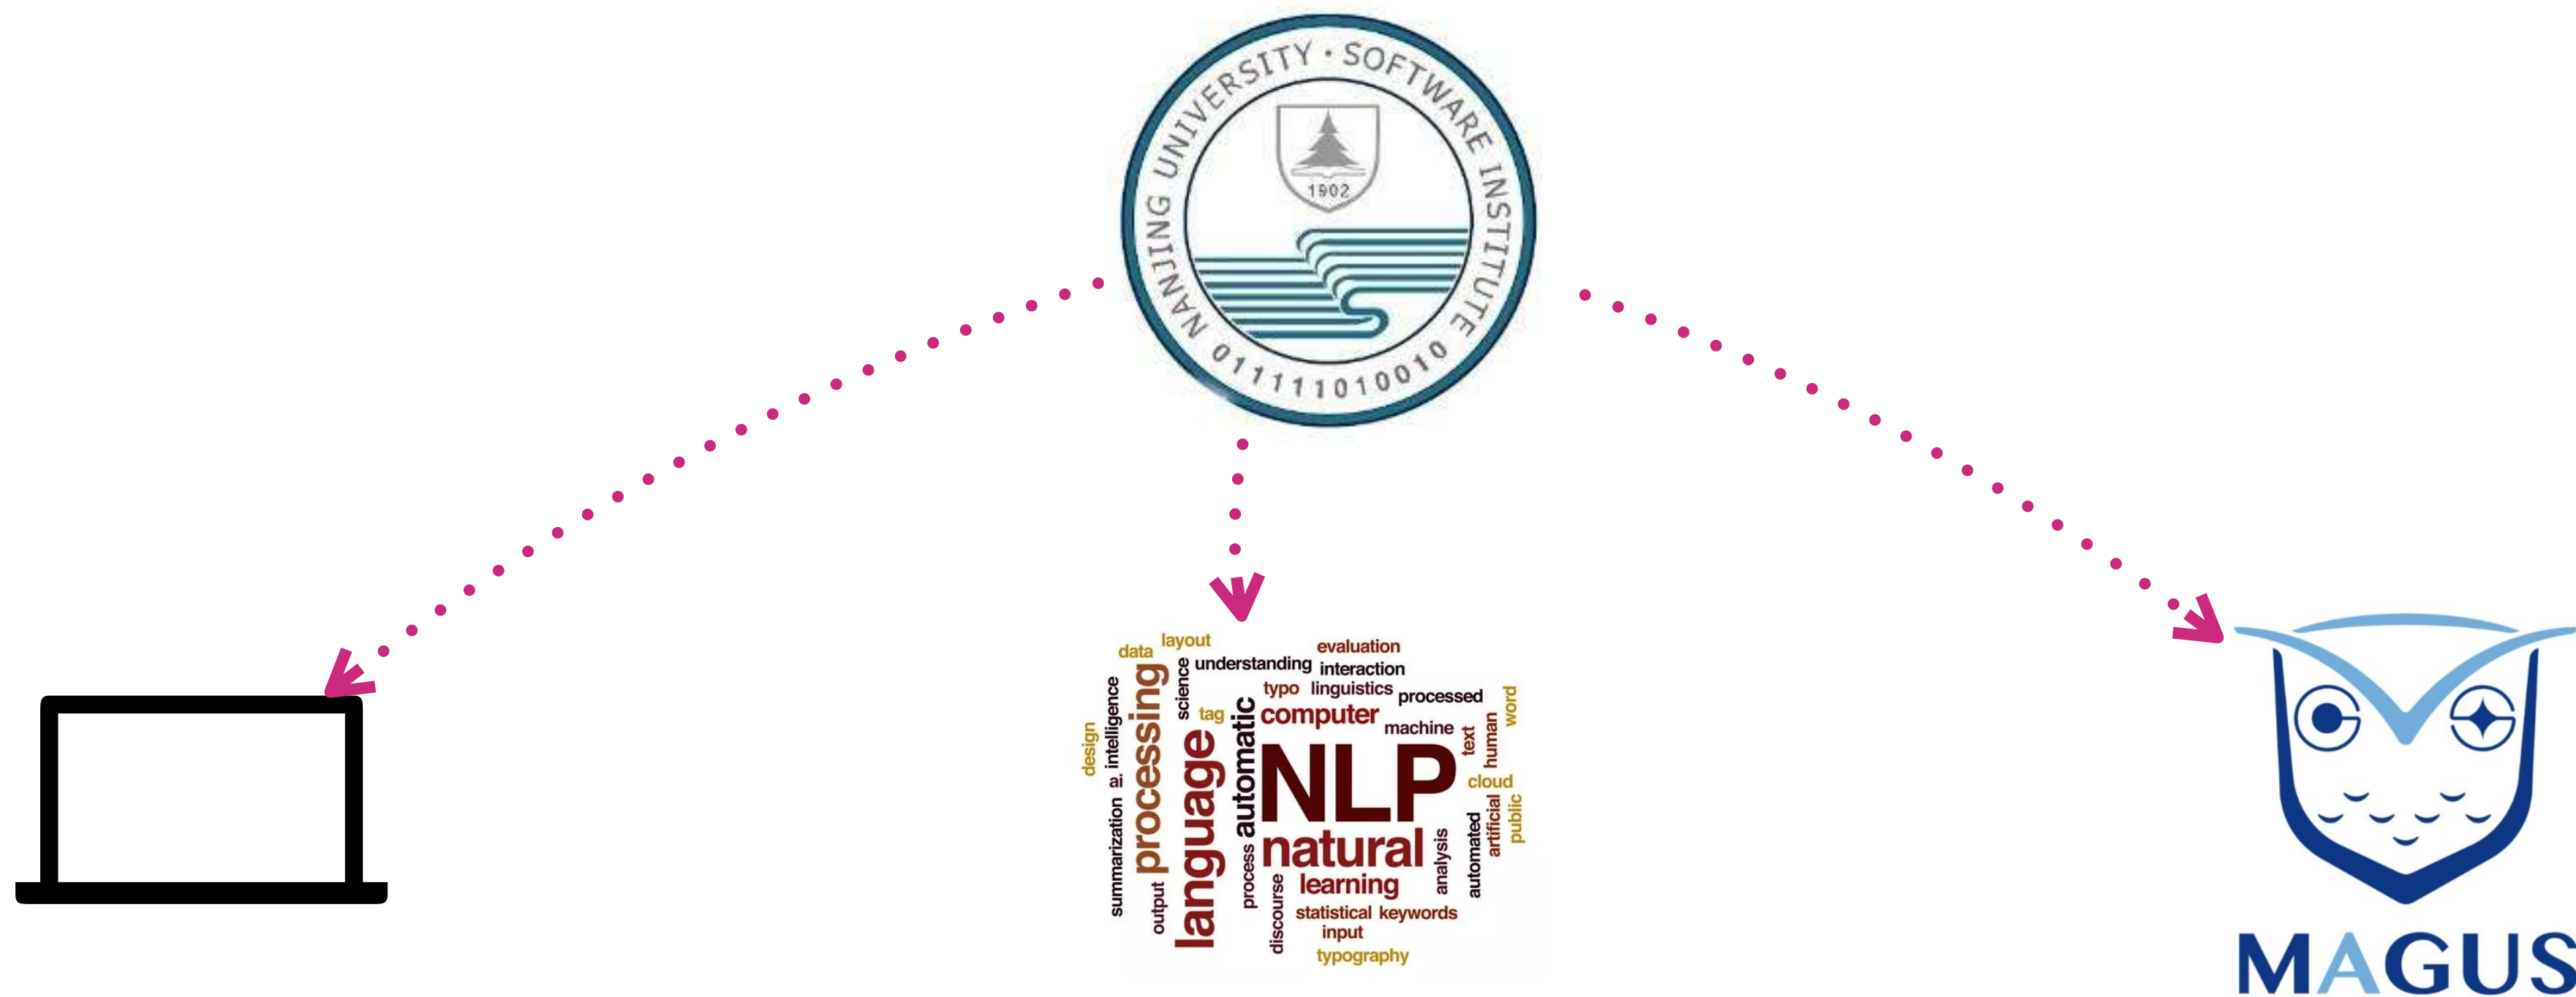 NANJING UNIVERSITY · SOFTWARE INSTITUTE
1902
011111010010
layout
data
evaluation
understanding
interaction
science
processing
intelligence
typo
linguistics
processed
word
tag
automatic
computer
machine
text
human
design
ai.
language
NLP
cloud
summarization
natural
artificial
public
automated
analysis
process
learning
output
discourse
statistical
keywords
input
typography
MAGUS